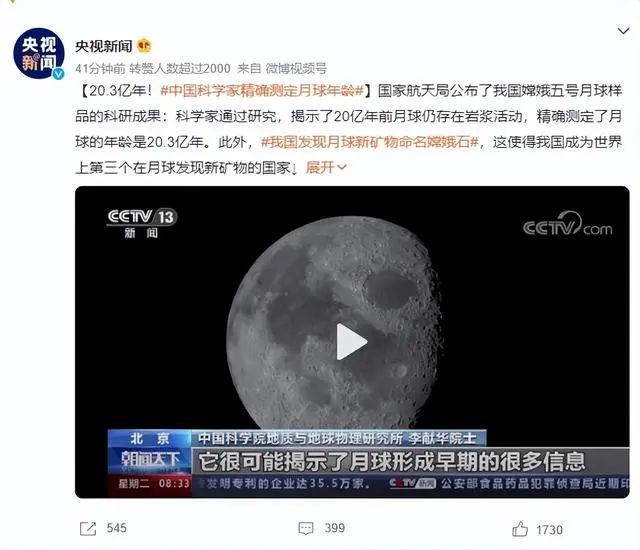 央视
新闻
央视新闻
41分钟前 转赞人数超过2000 来自 微博视频号
【20.3亿年！#中国科学家精确测定月球年龄#】国家航天局公布了我国嫦娥五号月球样
品的科研成果：科学家通过研究，揭示了20亿年前月球仍存在岩浆活动，精确测定了月
球的年龄是20.3亿年。此外，#我国发现月球新矿物命名嫦娥石#，这使得我国成为世界
上第三个在月球发现新矿物的国家↓ 展开
CCTV 13
新闻
CCTV.com
北京
中国科学院地质与地球物理研究所 李献华院士
朝闻天下
它很可能揭示了月球形成早期的很多信息
星期二 08:33
发明专利的企业达35.5万家。 CCTV新闻 公安部食品药品犯罪侦查局近期印
545
399
1730